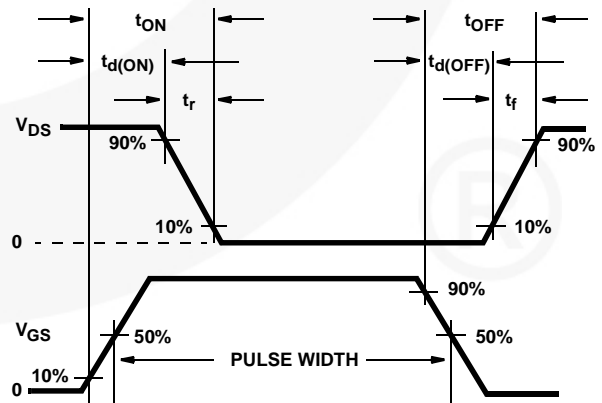 tON tOFF
td(ON) td(OFF)
tr tf
VDS
90% 90%
10% 10%
0
90%
VGS 50% 50%
PULSE WIDTH
10%
0
®